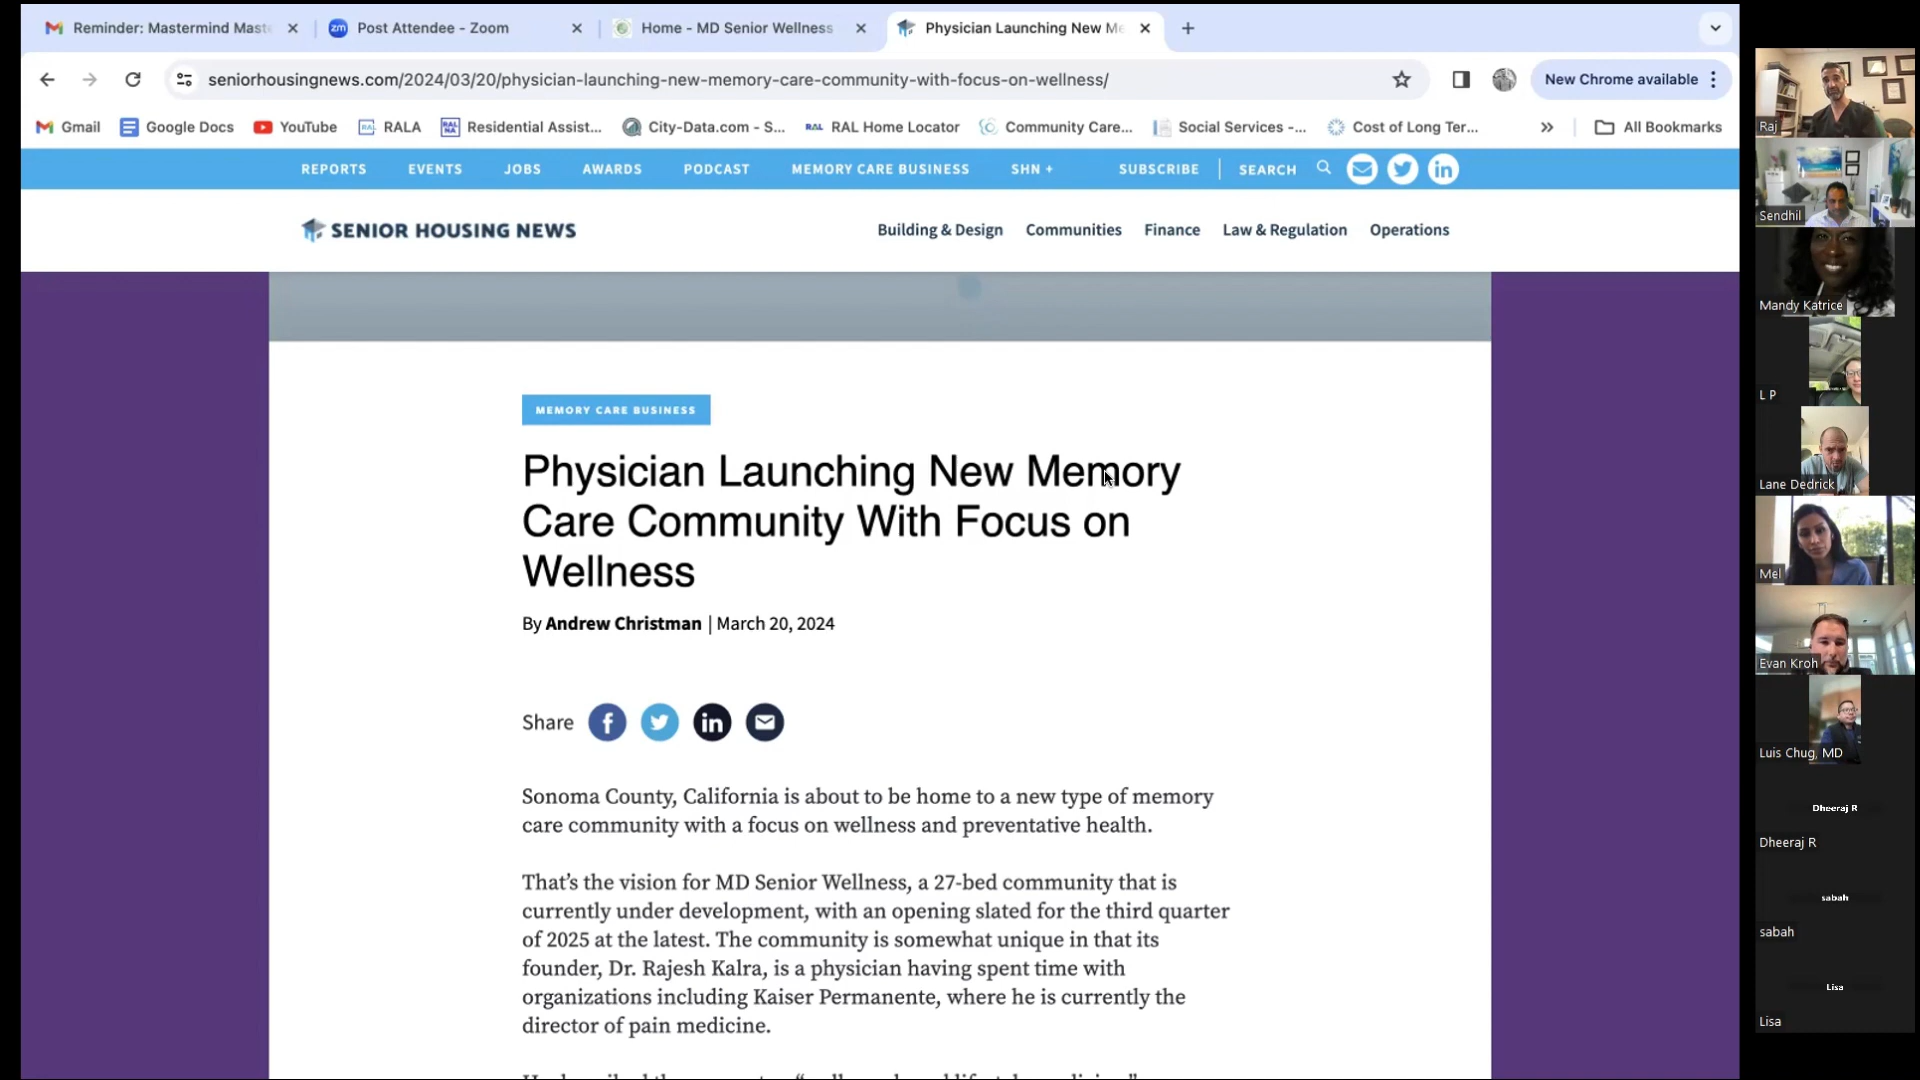 Reminder: Mastermind Mast
Post Attendee - Zoom
Home - MD Senior Wellness
Physician Launching New Me
seniorhousingnews.com/2024/03/20/physician-launching-new-memory-care-community-with-focus-on-wellness/
New Chrome available
Gmail
Google Docs
YouTube
RALA
Residential Assist...
City-Data.com - S...
RAL Home Locator
Community Care...
Social Services -...
Cost of Long Ter...
All Bookmarks
REPORTS
EVENTS
JOBS
AWARDS
PODCAST
MEMORY CARE BUSINESS
SHN +
SUBSCRIBE
SEARCH
SENIOR HOUSING NEWS
Building & Design
Communities
Finance
Law & Regulation
Operations
MEMORY CARE BUSINESS
Physician Launching New Memory
Care Community With Focus on
Wellness
By Andrew Christman | March 20, 2024
Share
Sonoma County, California is about to be home to a new type of memory
care community with a focus on wellness and preventative health.
That’s the vision for MD Senior Wellness, a 27-bed community that is
currently under development, with an opening slated for the third quarter
of 2025 at the latest. The community is somewhat unique in that its
founder, Dr. Rajesh Kalra, is a physician having spent time with
organizations including Kaiser Permanente, where he is currently the
director of pain medicine.
Raj
Sendhil
Mandy Katrice
L P
Lane Dedrick
Mel
Evan Kroh
Luis Chug, MD
Dheeraj R
Dheeraj R
sabah
sabah
Lisa
Lisa